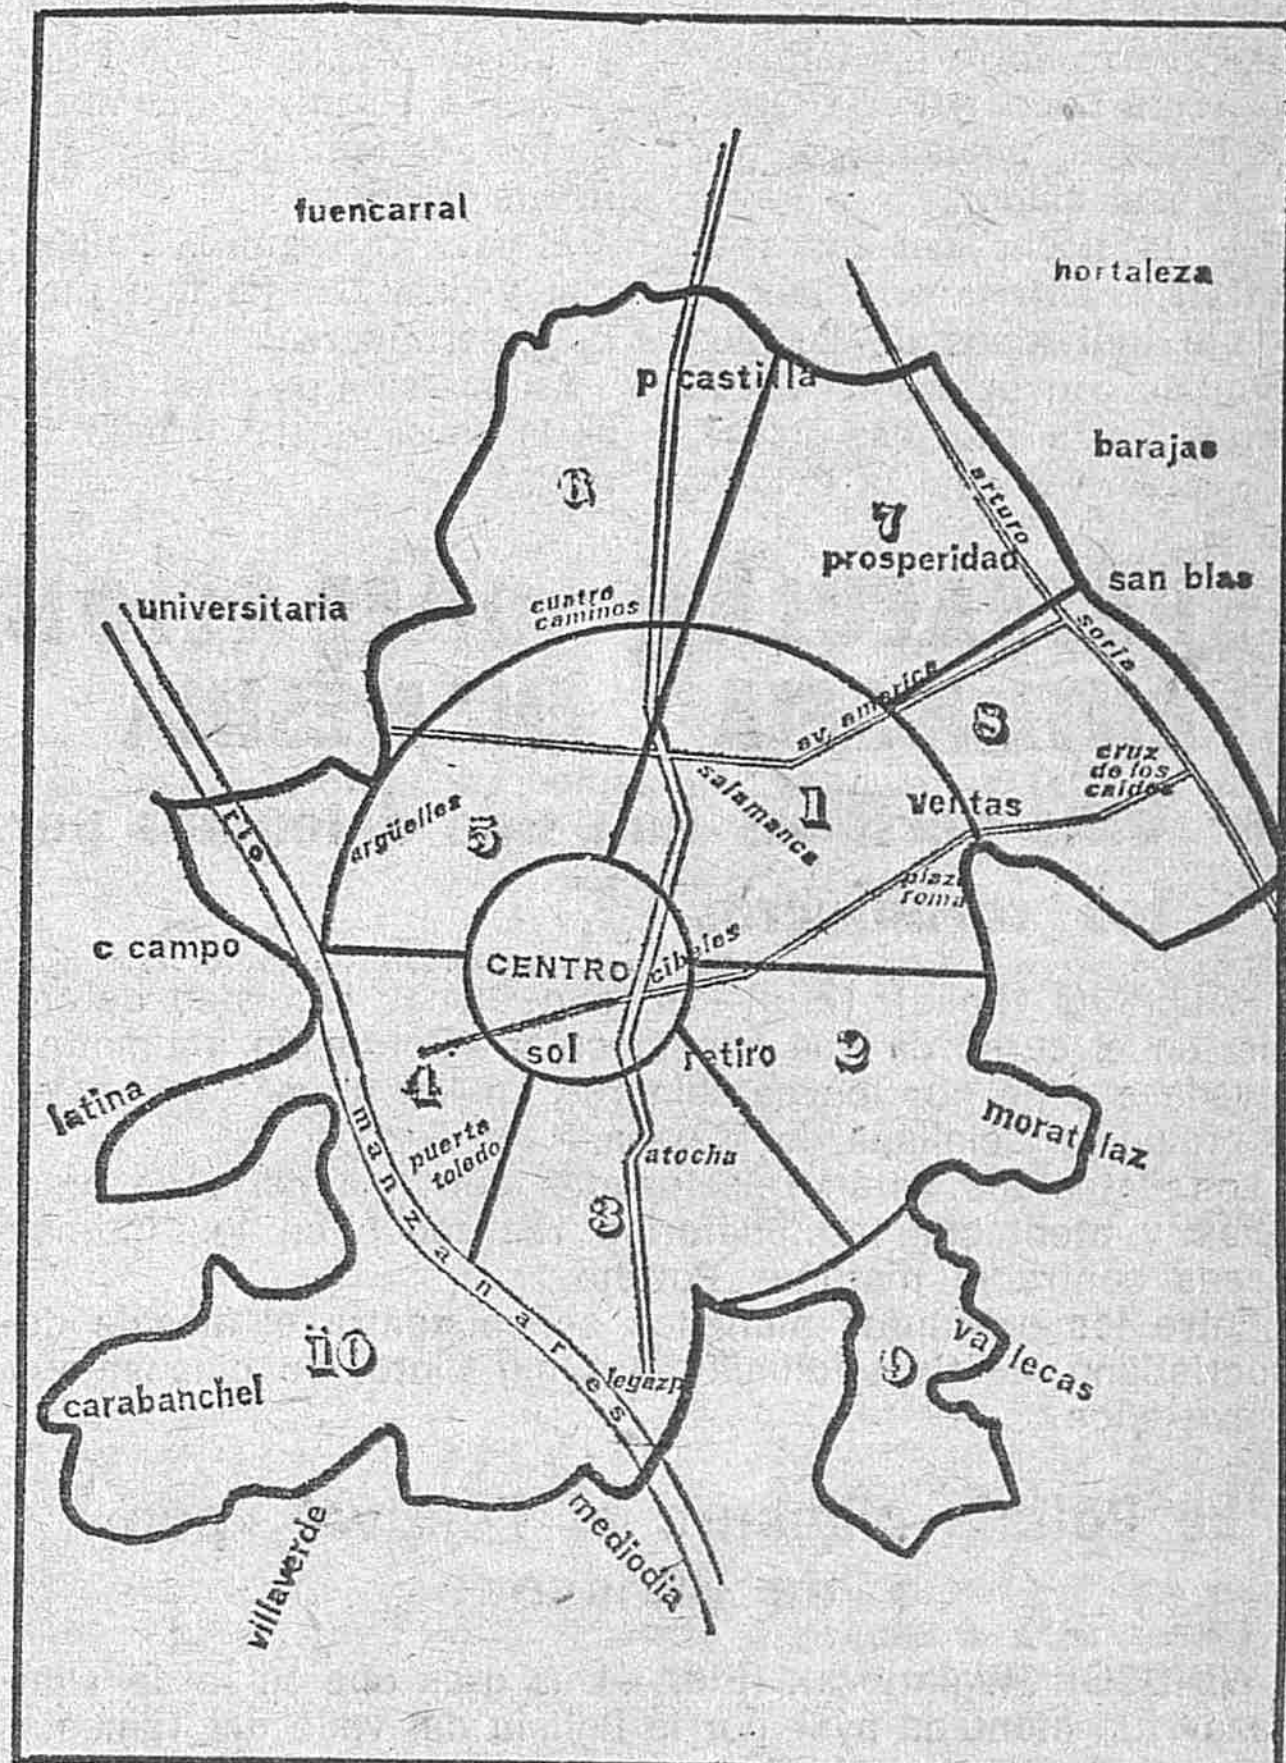 fuencarral
hortaleza
p castilla
barajas
6
arturo
7
prosperidad
san blas
universitaria
cuatro
caminos
soria
av. america
8
cruz
de los
caidos
salamanca
1
ventas
argüelles
5
rio
plaza
roma
c campo
CENTRO
cibeles
sol
retiro
2
4
latina
manzanares
puerta
toledo
atocha
moratalaz
3
10
vallecas
9
carabanchel
legazpi
villaverde
mediodia